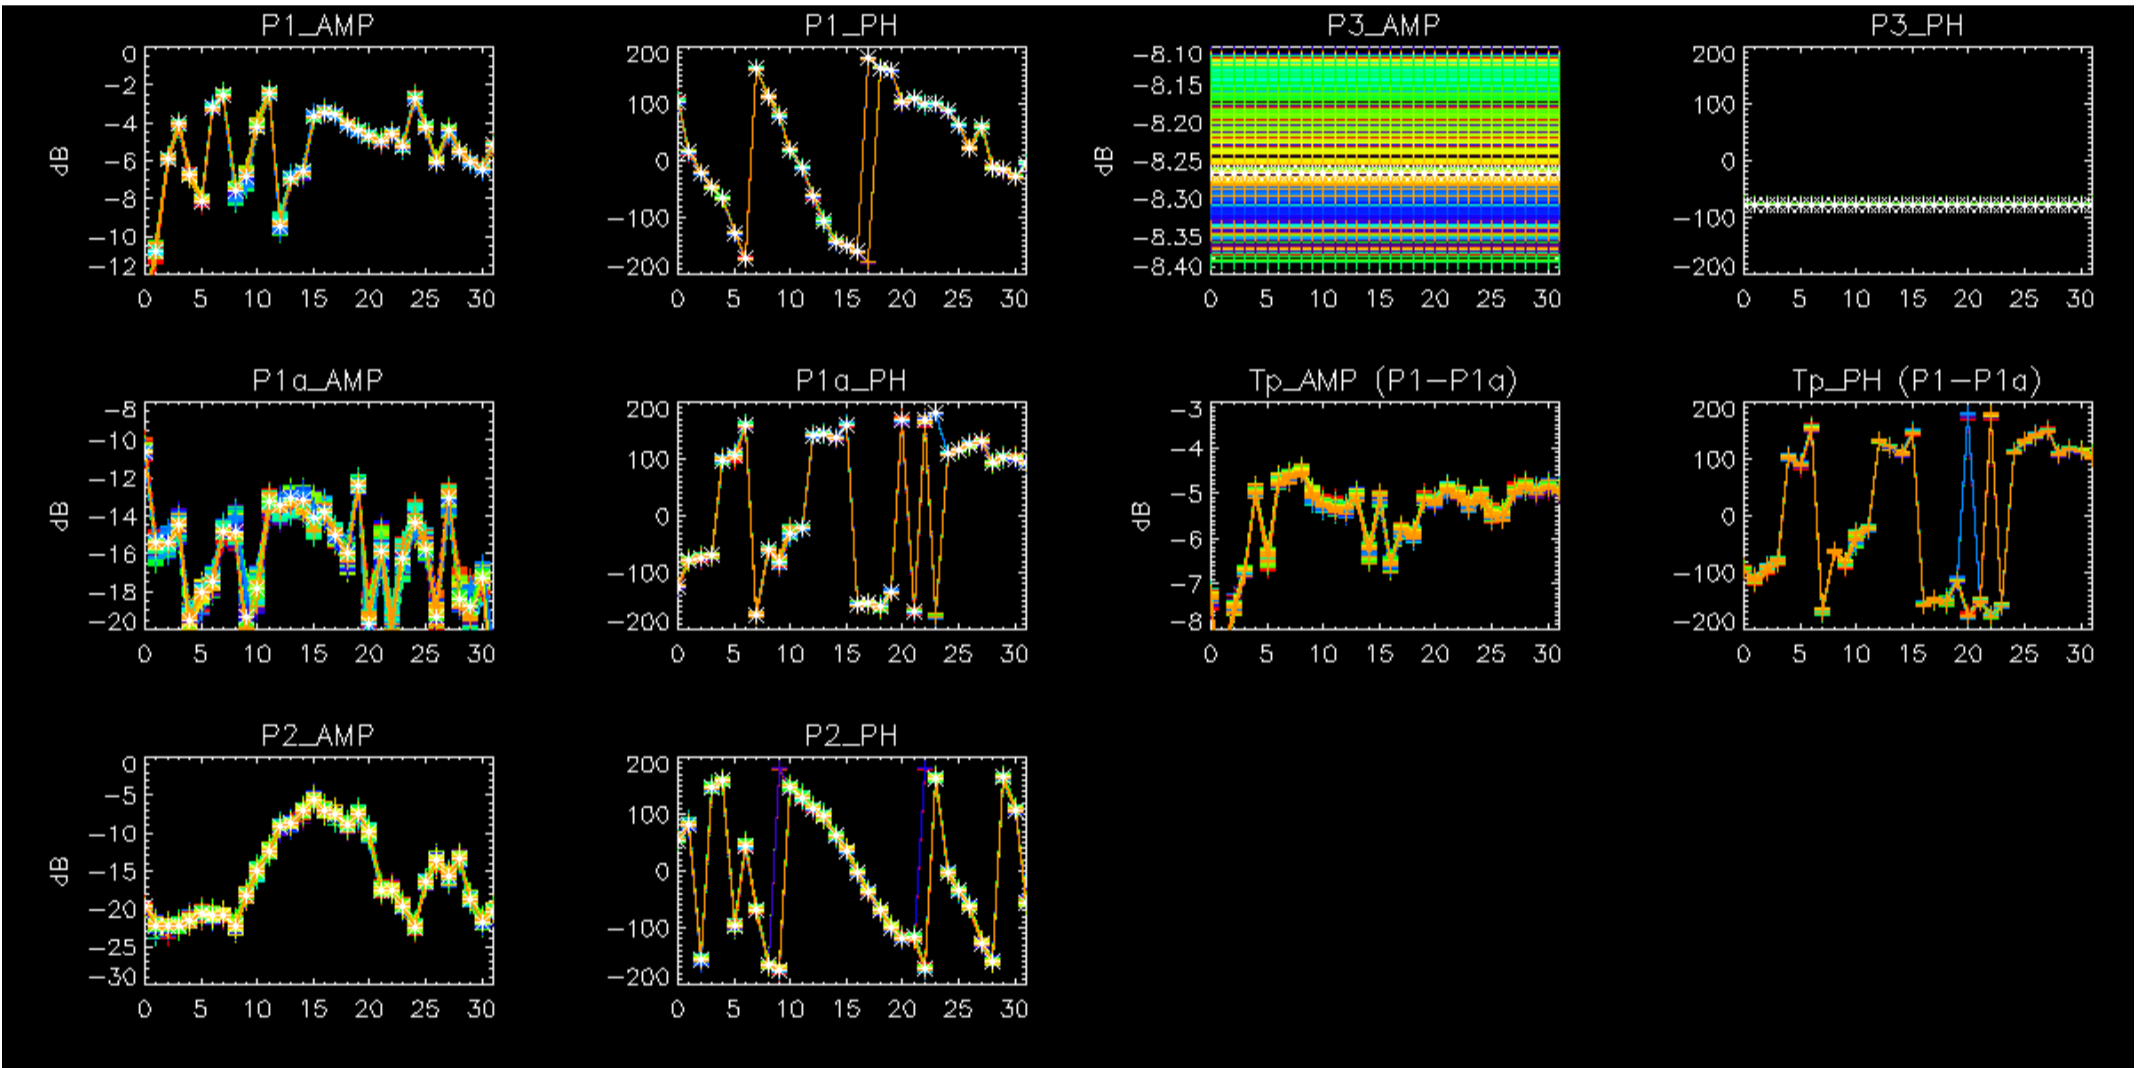 P1_AMP
P1_PH
P3_AMP
P3_PH
0
-2
-4
-6
-8
-10
-12
dB
0 5 10 15 20 25 30
200
100
0
-100
-200
0 5 10 15 20 25 30
-8.10
-8.15
-8.20
-8.25
-8.30
-8.35
-8.40
dB
0 5 10 15 20 25 30
200
100
0
-100
-200
0 5 10 15 20 25 30
P1a_AMP
P1a_PH
Tp_AMP (P1-P1a)
Tp_PH (P1-P1a)
-8
-10
-12
-14
-16
-18
-20
dB
0 5 10 15 20 25 30
200
100
0
-100
-200
0 5 10 15 20 25 30
-3
-4
-5
-6
-7
-8
dB
0 5 10 15 20 25 30
200
100
0
-100
-200
0 5 10 15 20 25 30
P2_AMP
P2_PH
0
-5
-10
-15
-20
-25
-30
dB
0 5 10 15 20 25 30
200
100
0
-100
-200
0 5 10 15 20 25 30